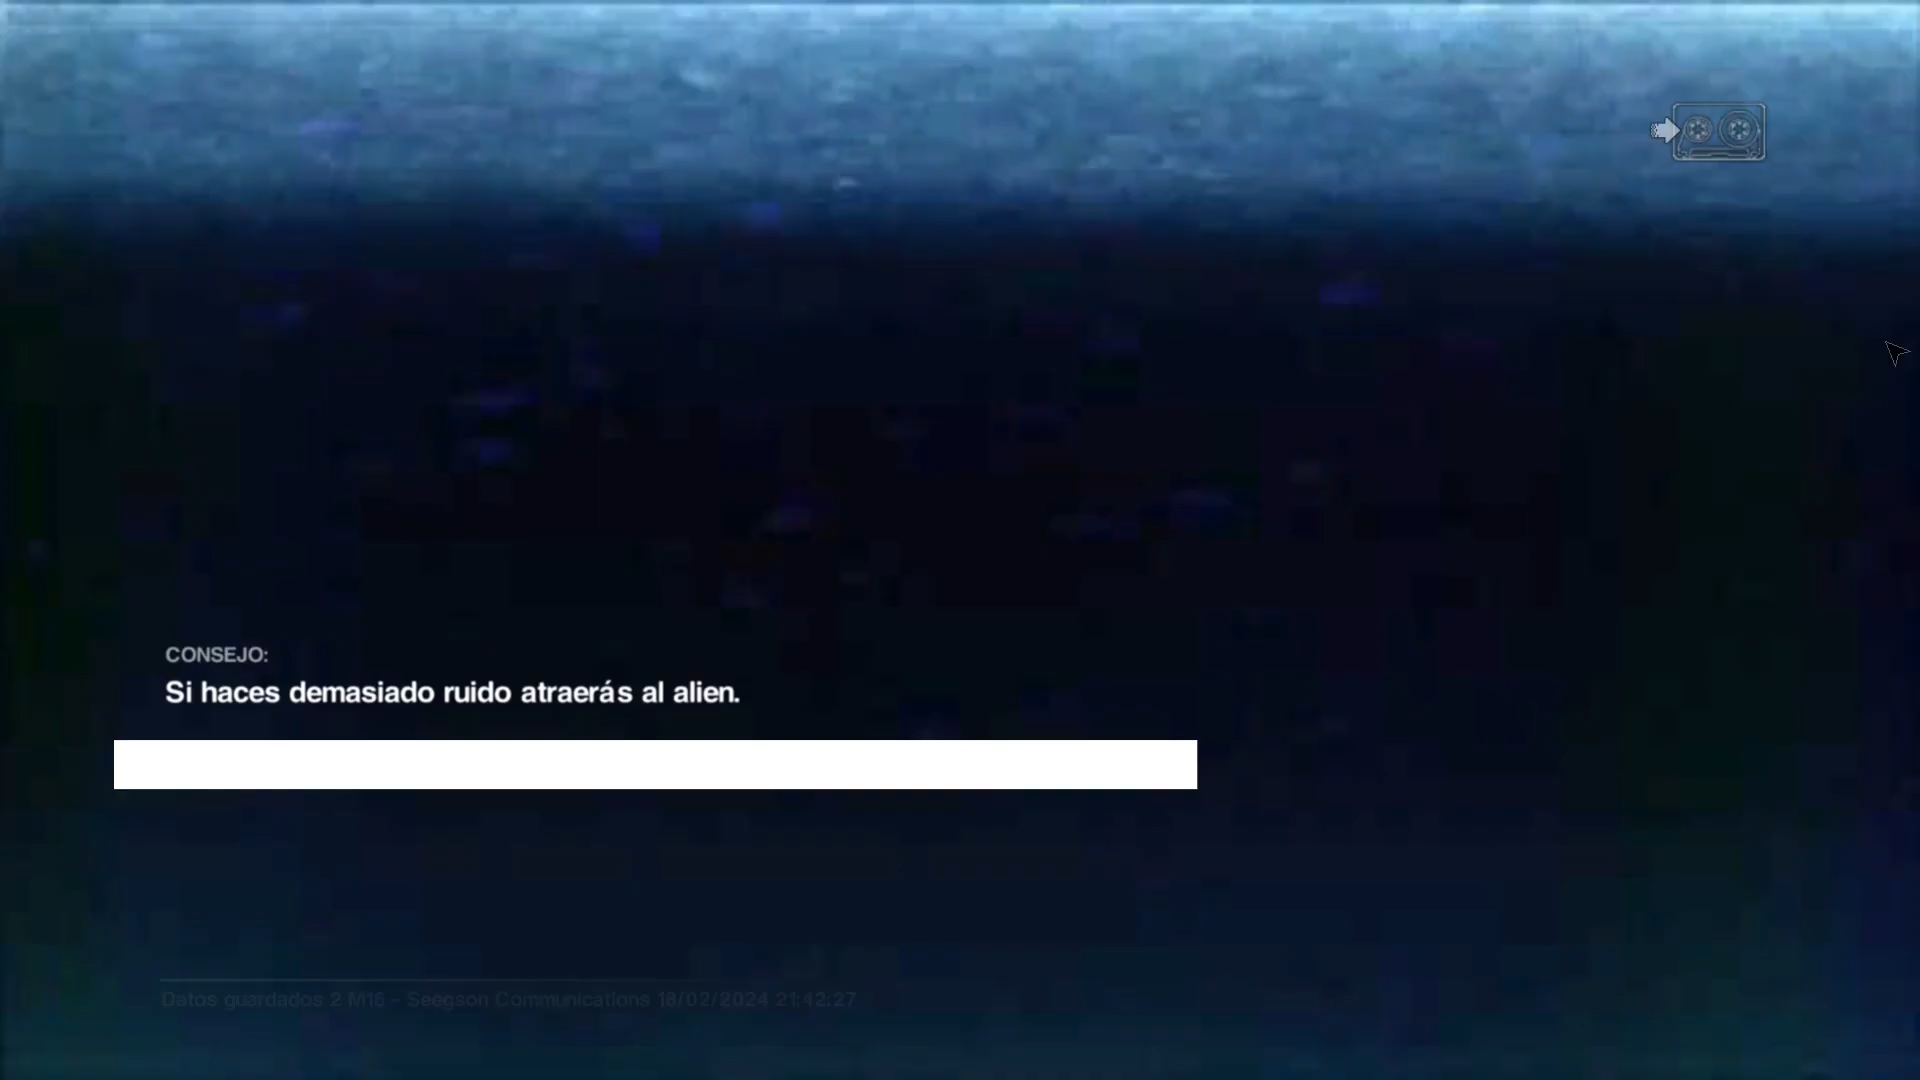 CONSEJO:
Si haces demasiado ruido atraerás al alien.
Datos guardados 2 M16 - Seegson Communications 18/02/2024 21:42:27